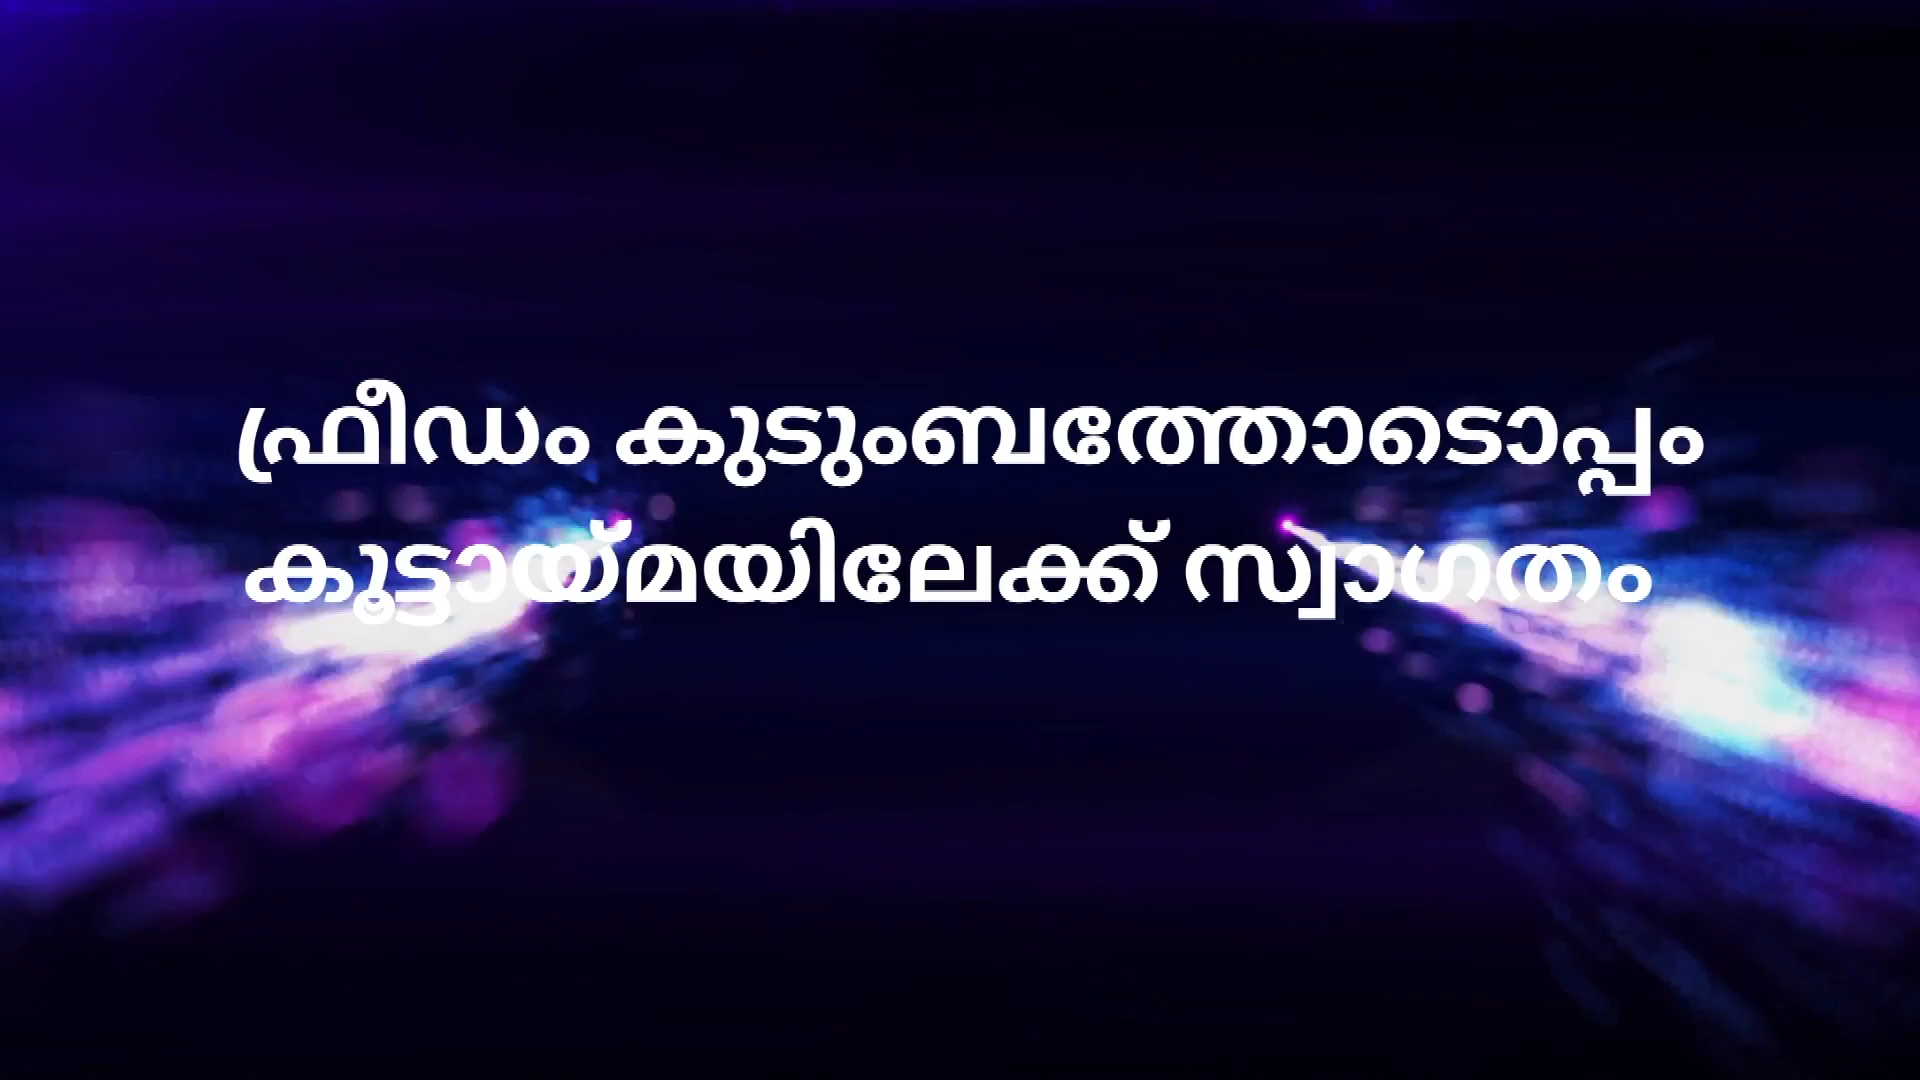 ഫ്രീഡം കുടുംബത്തോടൊപ്പം
കൂട്ടായ്മയിലേക്ക് സ്വാഗതം